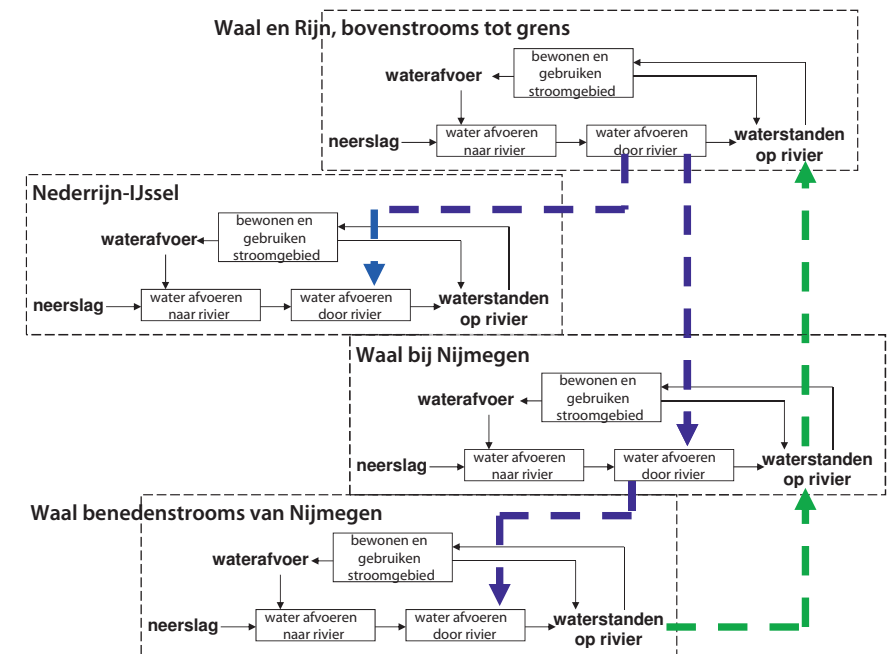 Waal en Rijn, bovenstrooms tot grens
bewonen en
gebruiken
stroomgebied
waterafvoer
neerslag
water afvoeren
naar rivier
water afvoeren
door rivier
waterstanden
op rivier
Nederrijn-IJssel
bewonen en
gebruiken
stroomgebied
waterafvoer
neerslag
water afvoeren
naar rivier
water afvoeren
door rivier
waterstanden
op rivier
Waal bij Nijmegen
bewonen en
gebruiken
stroomgebied
waterafvoer
neerslag
water afvoeren
naar rivier
water afvoeren
door rivier
waterstanden
op rivier
Waal benedenstrooms van Nijmegen
bewonen en
gebruiken
stroomgebied
waterafvoer
neerslag
water afvoeren
naar rivier
water afvoeren
door rivier
waterstanden
op rivier